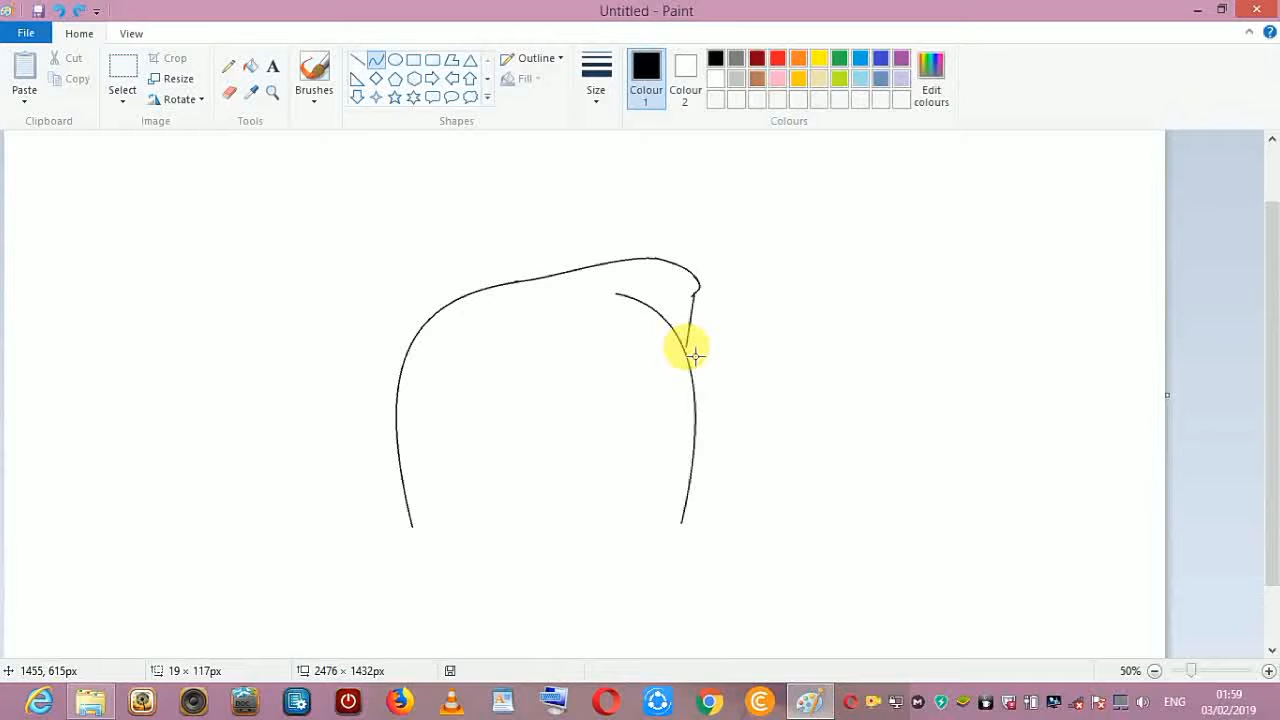 Untitled - Paint
File Home View
Paste
Cut
Copy
Clipboard
Select
Crop
Resize
Rotate
Image
A
Tools
Brushes
Outline
Fill
Shapes
Size
Colour 1
Colour 2
Edit colours
Colours
1455, 615px
19 × 117px
2476 × 1432px
50%
DOC
ENG
01:59
03/02/2019